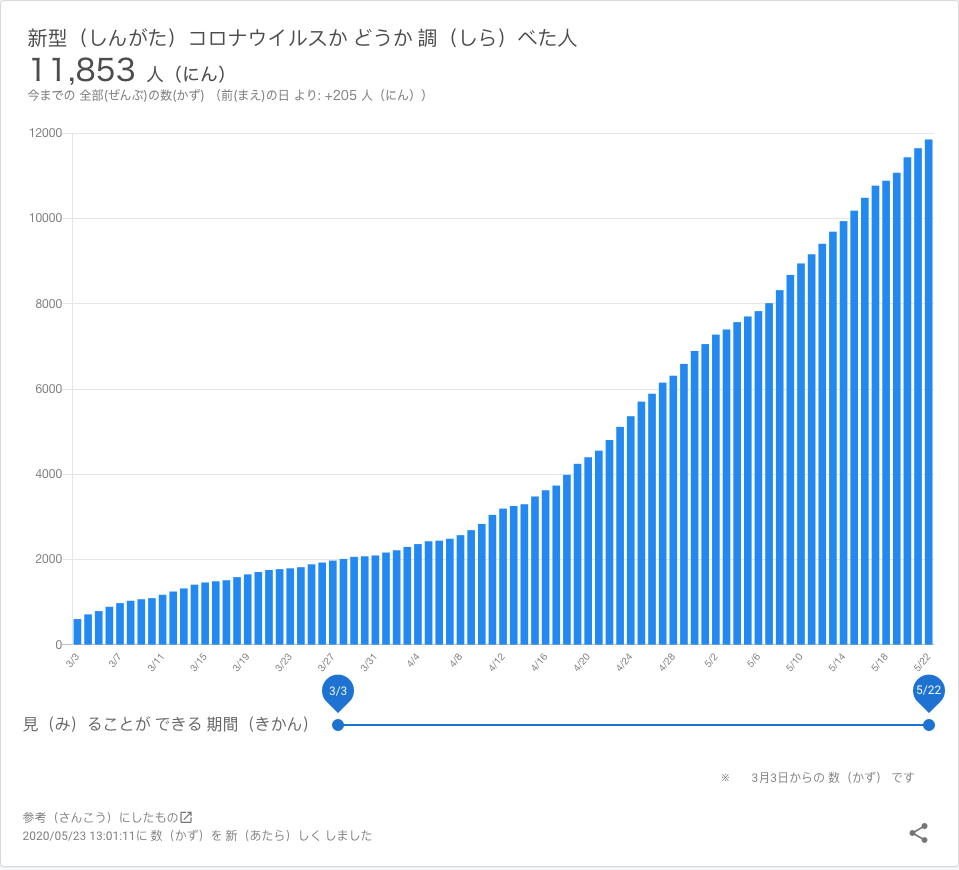 新型（しんがた）コロナウイルスか どうか 調（しら）べた人
11,853 人（にん）
今までの 全部(ぜんぶ)の数(かず) （前(まえ)の日 より: +205 人（にん））
12000
10000
8000
6000
4000
2000
0
3/3 3/7 3/11 3/15 3/19 3/23 3/27 3/31 4/4 4/8 4/12 4/16 4/20 4/24 4/28 5/2 5/6 5/10 5/14 5/18 5/22
3/3 5/22
見（み）ることが できる 期間（きかん）
※ 3月3日からの 数（かず） です
参考（さんこう）にしたもの
2020/05/23 13:01:11に 数（かず）を 新（あたら）しく しました